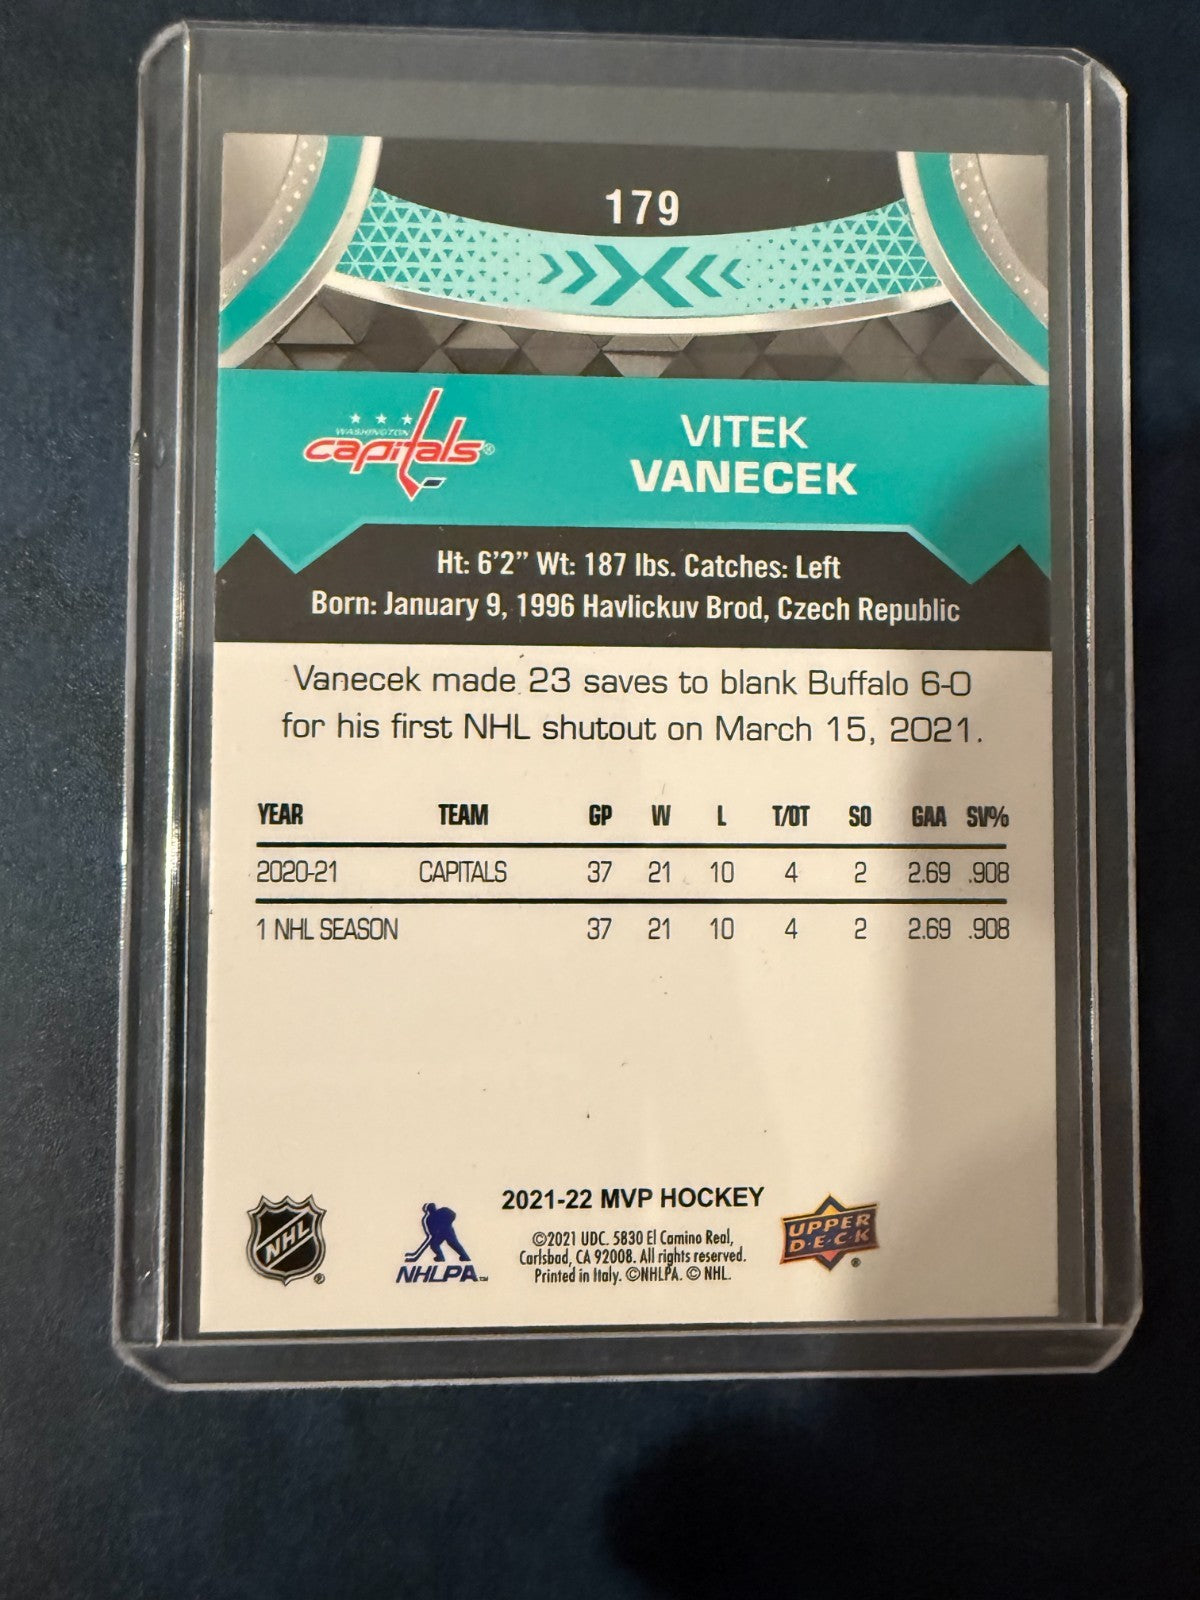 179
WASHINGTON
capitals®
VITEK
VANECEK
Ht: 6'2” Wt: 187 lbs. Catches: Left
Born: January 9, 1996 Havlickuv Brod, Czech Republic
Vanecek made 23 saves to blank Buffalo 6-0
for his first NHL shutout on March 15, 2021.
YEAR TEAM GP W L T/OT SO GAA SV%
2020-21 CAPITALS 37 21 10 4 2 2.69 .908
1 NHL SEASON 37 21 10 4 2 2.69 .908
2021-22 MVP HOCKEY
©2021 UDC. 5830 El Camino Real,
Carlsbad, CA 92008. All rights reserved.
Printed in Italy. ©NHLPA. © NHL.
NHL®
NHLPA™
UPPER
D·E·C·K®